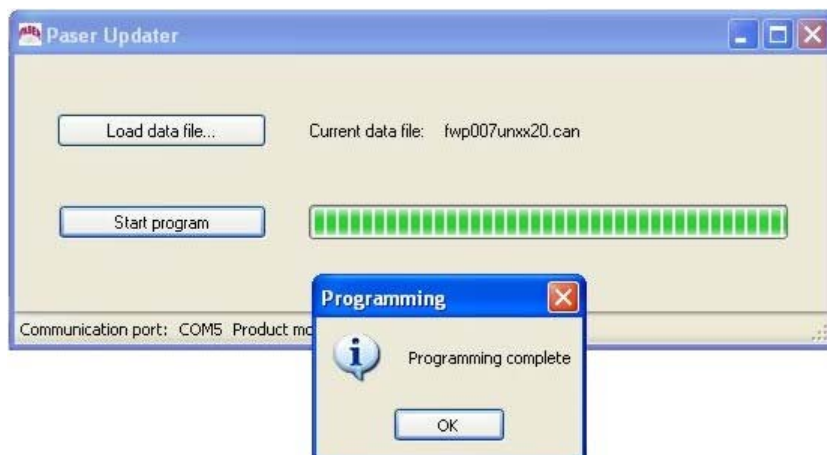 Paser Updater
Load data file...
Current data file: fwp007unxx20.can
Start program
Programming
Communication port: COM5 Product mo
Programming complete
OK